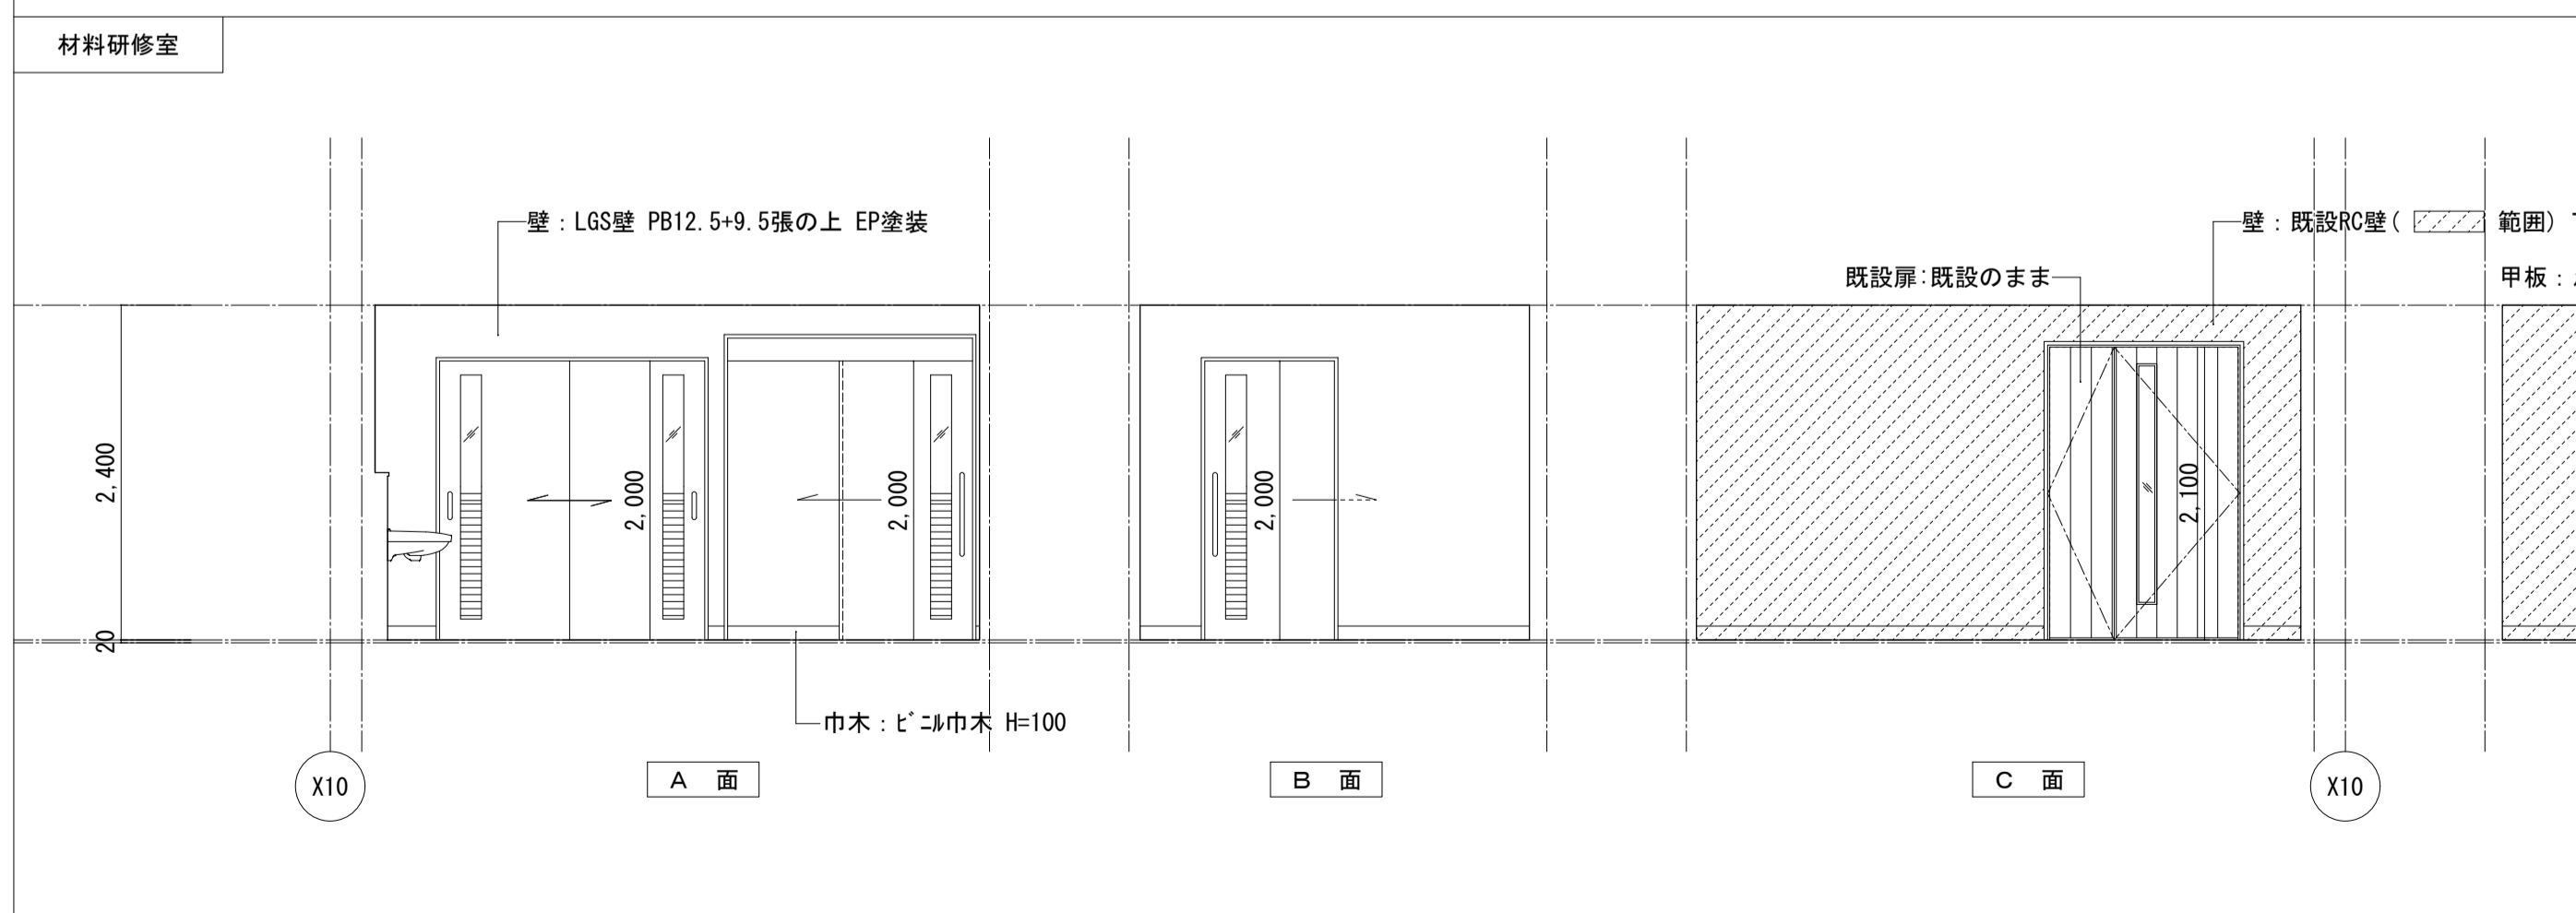 材料研修室
壁：LGS壁 PB12.5+9.5張の上 EP塗装
壁：既設RC壁( 範囲)
既設扉:既設のまま
甲板：
2,400
20
2,000
2,000
2,000
2,100
巾木：ﾋﾞﾆﾙ巾木 H=100
X10
A 面
B 面
C 面
X10